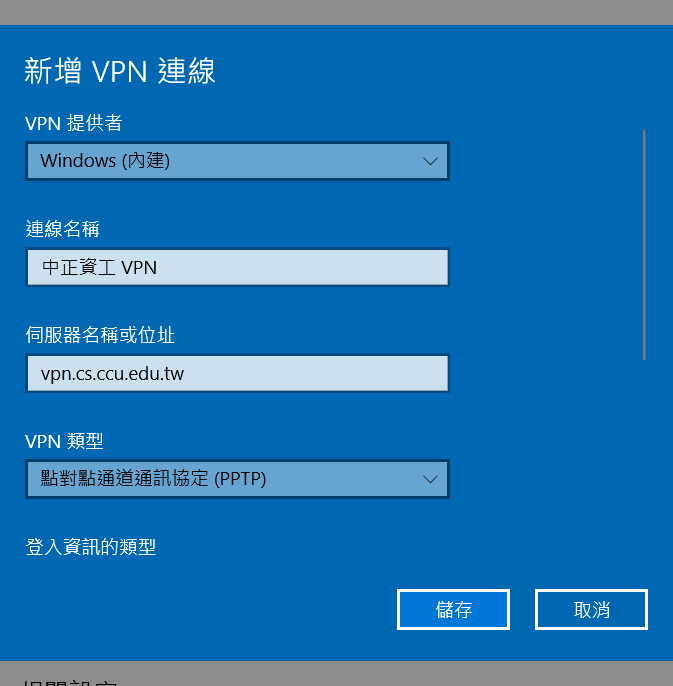 新增 VPN 連線
VPN 提供者
Windows (內建)
連線名稱
中正資工 VPN
伺服器名稱或位址
vpn.cs.ccu.edu.tw
VPN 類型
點對點通道通訊協定 (PPTP)
登入資訊的類型
儲存
取消